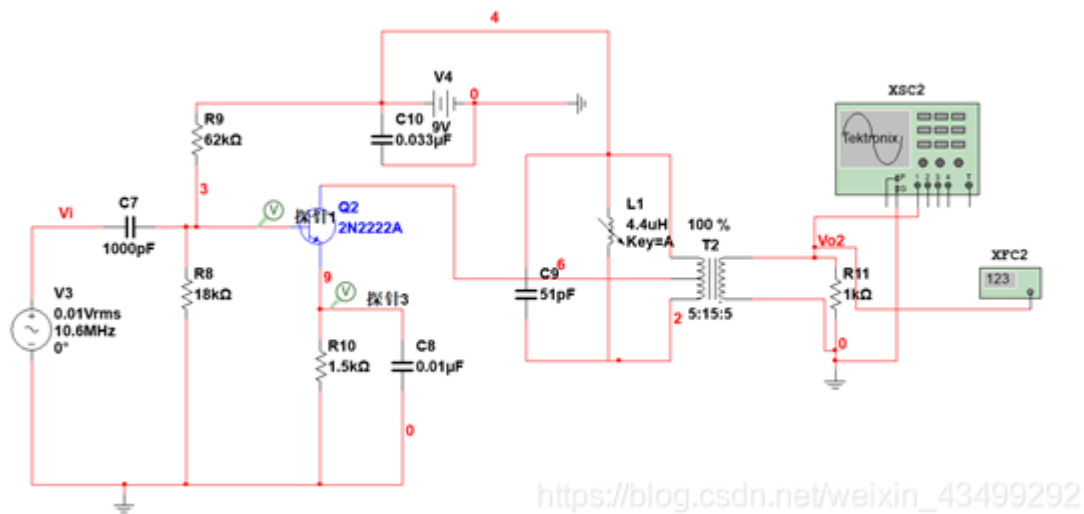 4
V4
0
9V
C10
0.033µF
R9
62kΩ
3
Vi
C7
1000pF
探针1
Q2
2N2222A
R8
18kΩ
V3
0.01Vrms
10.6MHz
0°
9
探针3
R10
1.5kΩ
C8
0.01µF
0
L1
4.4uH
Key=A
100 %
T2
6
C9
51pF
2
5:15:5
XSC2
Tektronix
P
G
1 2 3 4
T
Vo2
R11
1kΩ
0
XFC2
123
V
V
https://blog.csdn.net/weixin_43499292